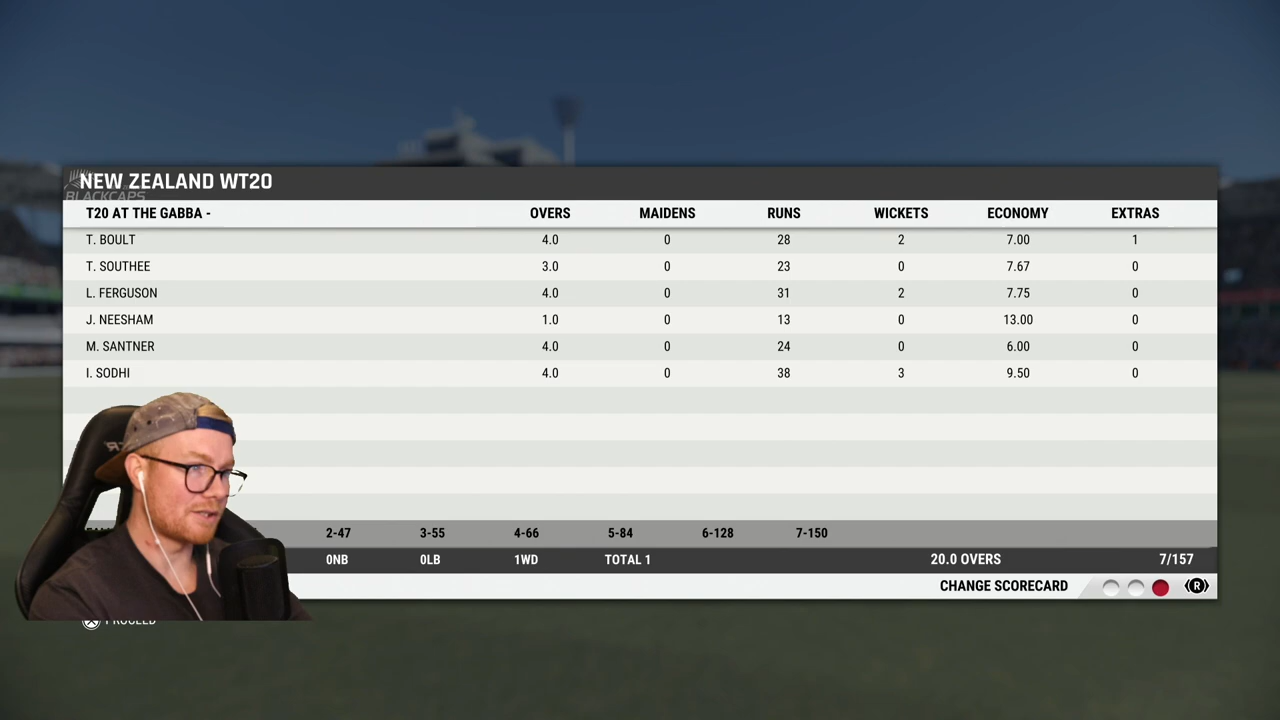 NEW ZEALAND WT20
BLACKCAPS
T20 AT THE GABBA - OVERS MAIDENS RUNS WICKETS ECONOMY EXTRAS
T. BOULT 4.0 0 28 2 7.00 1
T. SOUTHEE 3.0 0 23 0 7.67 0
L. FERGUSON 4.0 0 31 2 7.75 0
J. NEESHAM 1.0 0 13 0 13.00 0
M. SANTNER 4.0 0 24 0 6.00 0
I. SODHI 4.0 0 38 3 9.50 0
2-47 3-55 4-66 5-84 6-128 7-150
0NB 0LB 1WD TOTAL 1 20.0 OVERS 7/157
CHANGE SCORECARD R
PROCEED